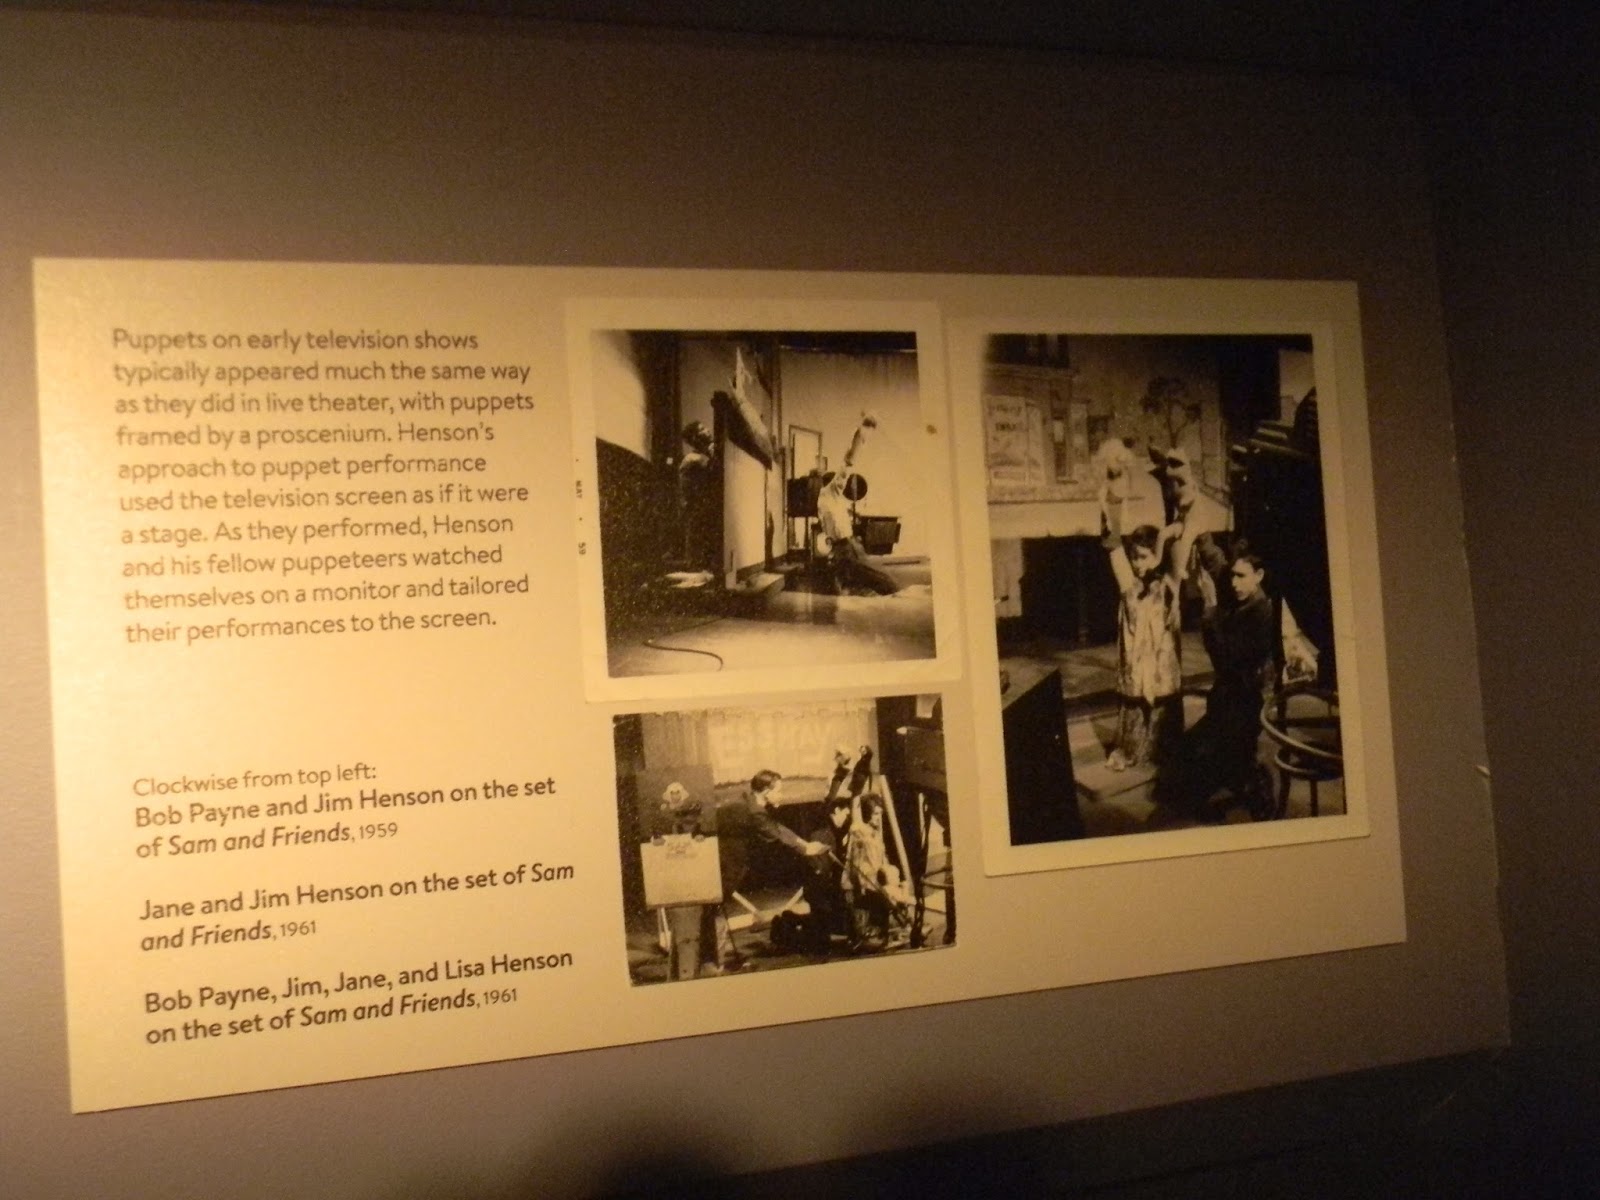 Puppets on early television shows
typically appeared much the same way
as they did in live theater, with puppets
framed by a proscenium. Henson's
approach to puppet performance
used the television screen as if it were
a stage. As they performed, Henson
and his fellow puppeteers watched
themselves on a monitor and tailored
their performances to the screen.
Clockwise from top left:
Bob Payne and Jim Henson on the set
of Sam and Friends, 1959
Jane and Jim Henson on the set of Sam
and Friends, 1961
Bob Payne, Jim, Jane, and Lisa Henson
on the set of Sam and Friends, 1961
MAY • 59
ESSKAY